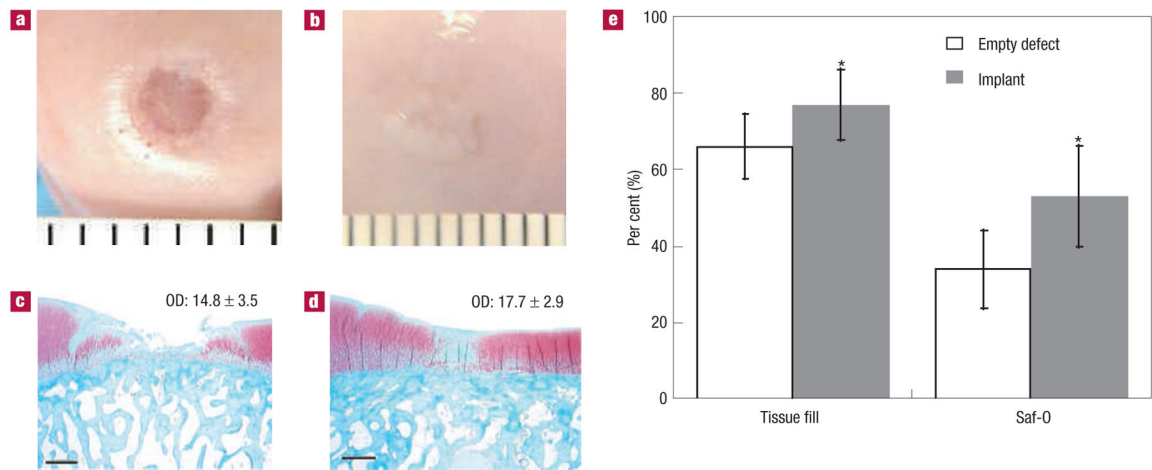 a
b
c
OD: 14.8 ± 3.5
d
OD: 17.7 ± 2.9
e
100
80
60
40
20
0
Per cent (%)
Empty defect
Implant
*
*
Tissue fill
Saf-O